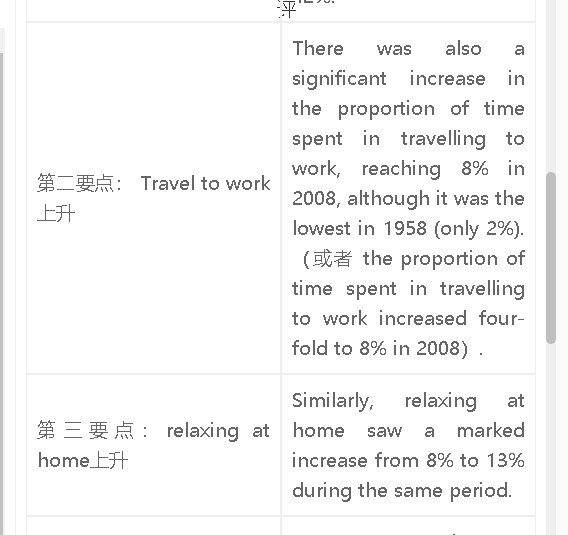 评
第二要点： Travel to work
上升
There was also a
significant increase in
the proportion of time
spent in travelling to
work, reaching 8% in
2008, although it was the
lowest in 1958 (only 2%).
（或者 the proportion of
time spent in travelling
to work increased four-
fold to 8% in 2008）.
第三要点：relaxing at
home上升
Similarly, relaxing at
home saw a marked
increase from 8% to 13%
during the same period.